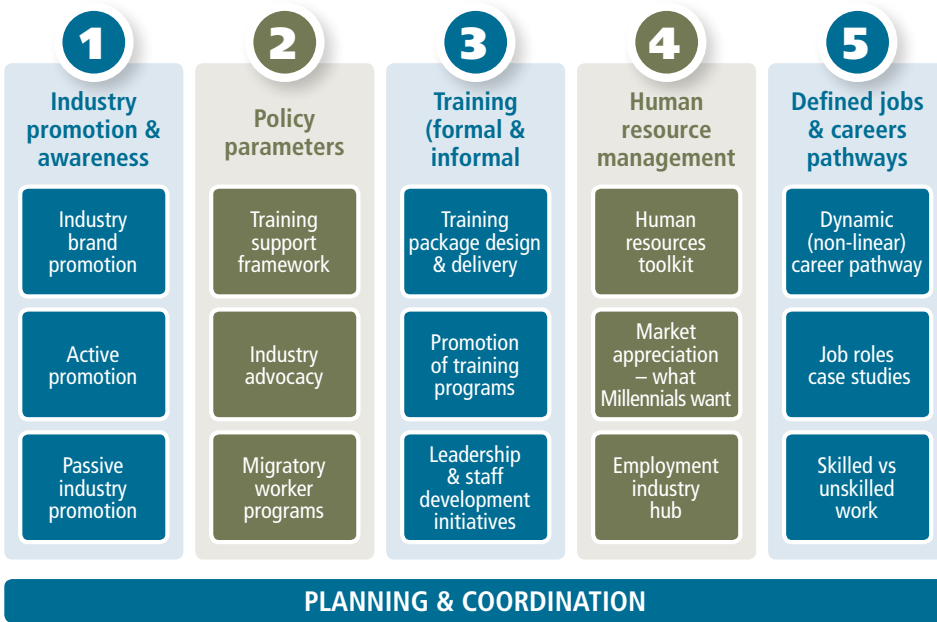 1
Industry
promotion &
awareness
Industry
brand
promotion
Active
promotion
Passive
industry
promotion
2
Policy
parameters
Training
support
framework
Industry
advocacy
Migratory
worker
programs
3
Training
(formal &
informal
Training
package design
& delivery
Promotion
of training
programs
Leadership
& staff
development
initiatives
4
Human
resource
management
Human
resources
toolkit
Market
appreciation
– what
Millennials want
Employment
industry
hub
5
Defined jobs
& careers
pathways
Dynamic
(non-linear)
career pathway
Job roles
case studies
Skilled vs
unskilled
work
PLANNING & COORDINATION